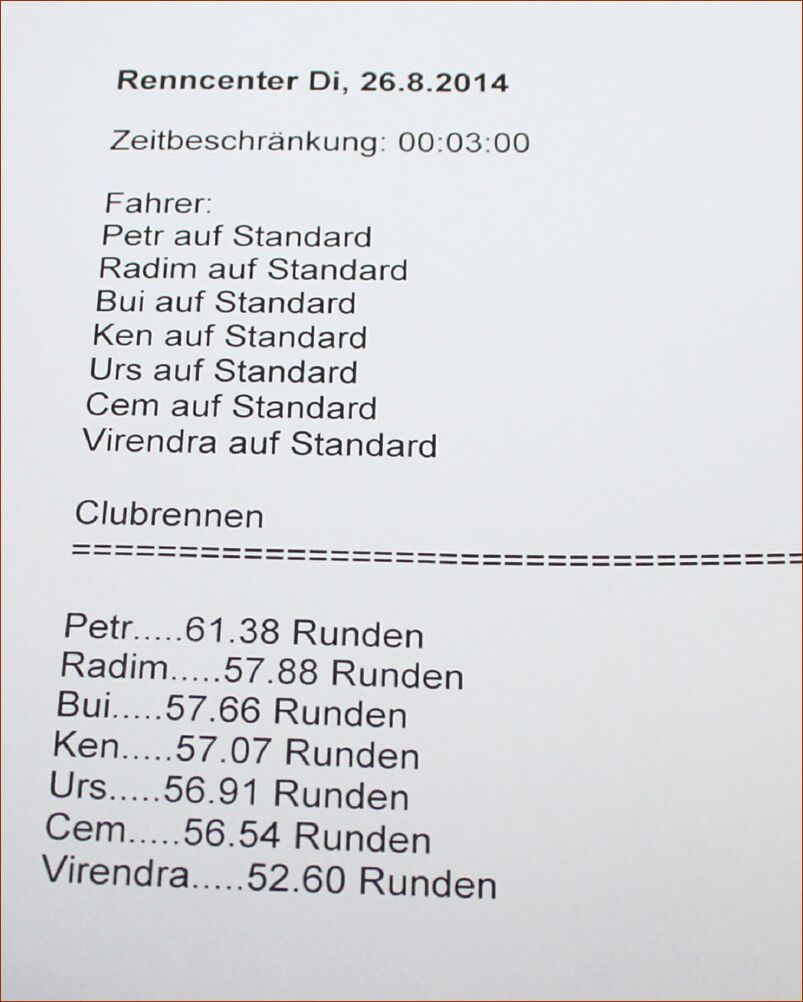 Renncenter Di, 26.8.2014
Zeitbeschränkung: 00:03:00
Fahrer:
Petr auf Standard
Radim auf Standard
Bui auf Standard
Ken auf Standard
Urs auf Standard
Cem auf Standard
Virendra auf Standard
Clubrennen
==================================
Petr.....61.38 Runden
Radim.....57.88 Runden
Bui.....57.66 Runden
Ken.....57.07 Runden
Urs.....56.91 Runden
Cem.....56.54 Runden
Virendra.....52.60 Runden